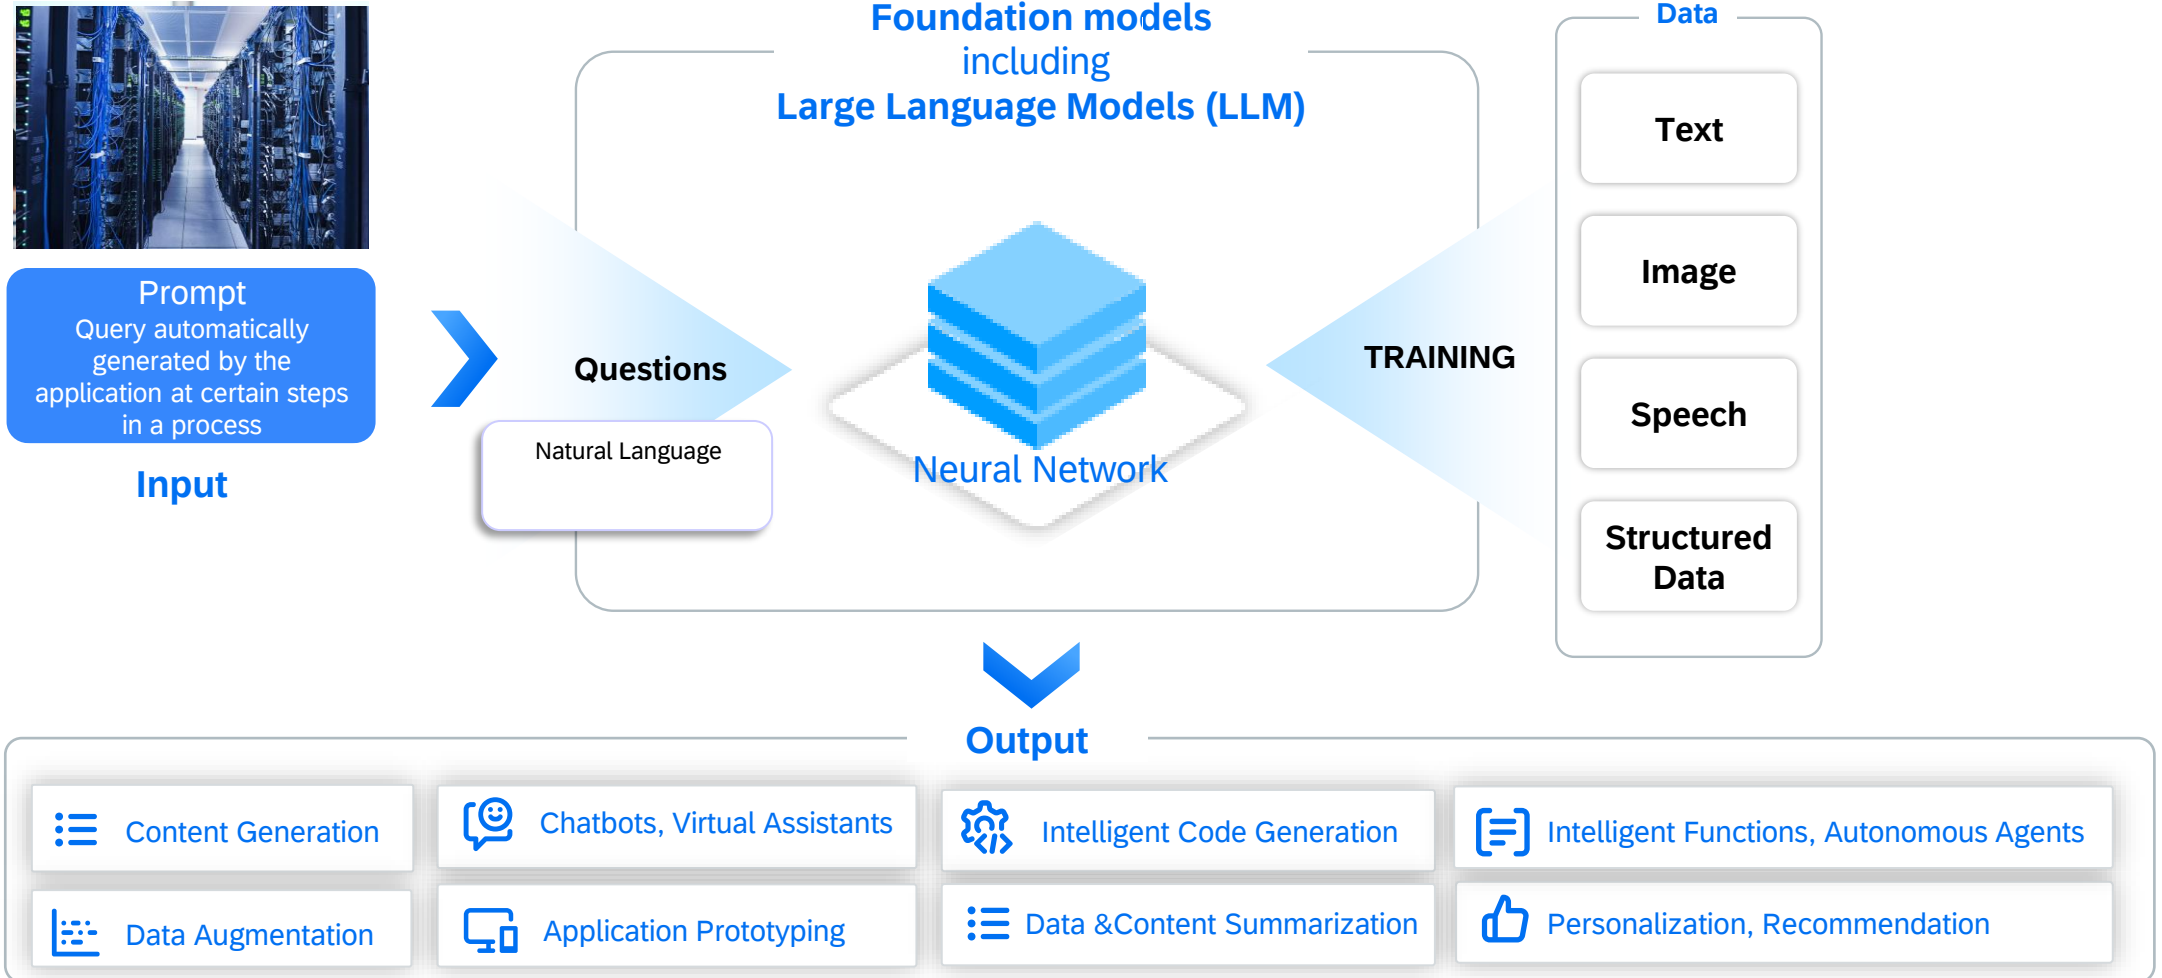 Foundation models
including
Large Language Models (LLM)
Data
Text
Image
Speech
Structured
Data
TRAINING
Prompt
Query automatically
generated by the
application at certain steps
in a process
Input
Questions
Natural Language
Neural Network
Output
Content Generation
Chatbots, Virtual Assistants
Intelligent Code Generation
Intelligent Functions, Autonomous Agents
Data Augmentation
Application Prototyping
Data &Content Summarization
Personalization, Recommendation